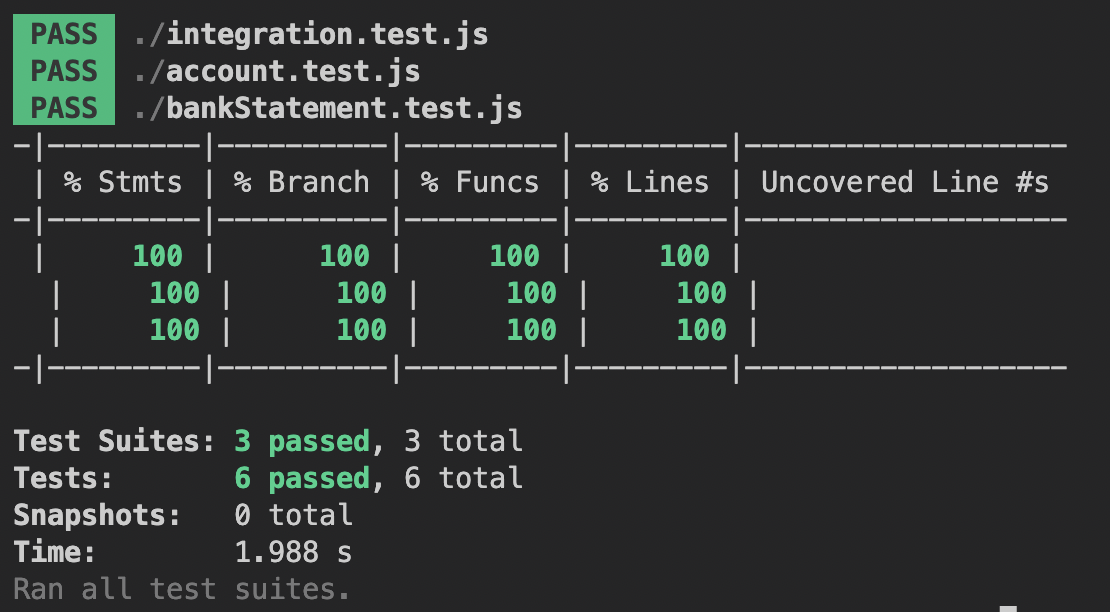 PASS ./integration.test.js
PASS ./account.test.js
PASS ./bankStatement.test.js
-|---------|----------|---------|---------|-------------------
 | % Stmts | % Branch | % Funcs | % Lines | Uncovered Line #s
-|---------|----------|---------|---------|-------------------
 |     100 |      100 |     100 |     100 |
  |     100 |      100 |     100 |     100 |
  |     100 |      100 |     100 |     100 |
-|---------|----------|---------|---------|-------------------
Test Suites: 3 passed, 3 total
Tests:       6 passed, 6 total
Snapshots:   0 total
Time:        1.988 s
Ran all test suites.